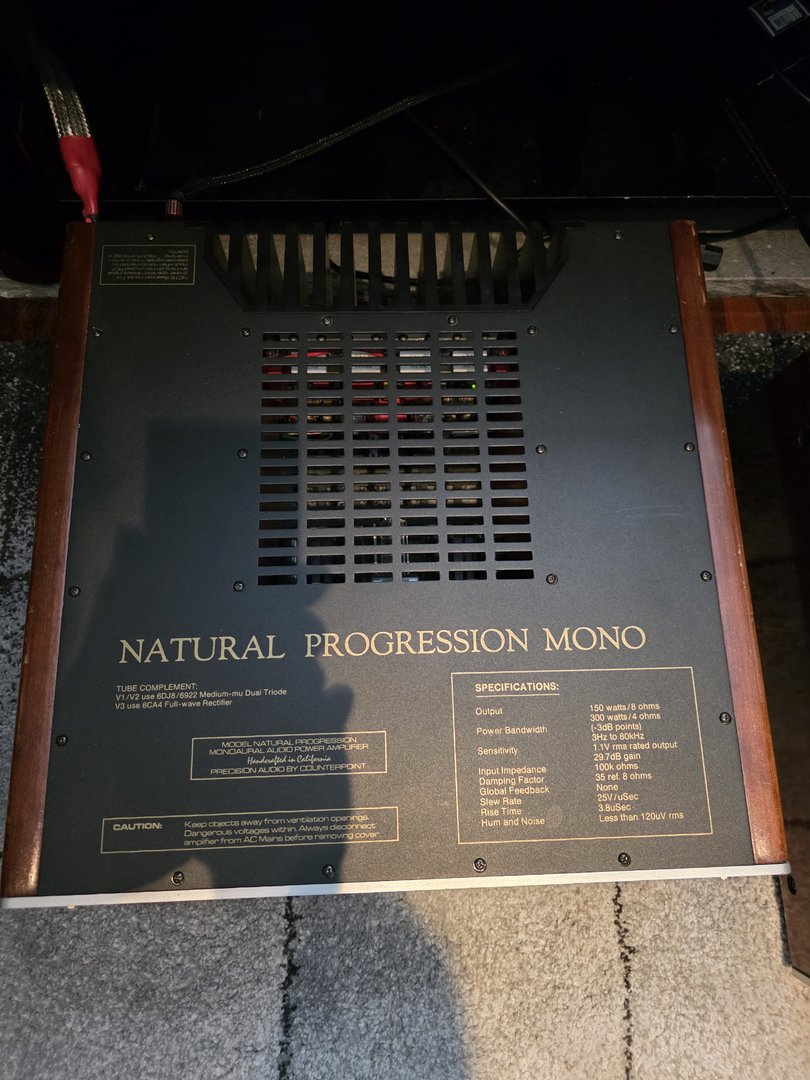 NATURAL PROGRESSION MONO
TUBE COMPLEMENT:
V1/V2 use 6DJ8/6922 Medium-mu Dual Triode
V3 use 6CA4 Full-wave Rectifier
MODEL NATURAL PROGRESSION
MONOAURAL AUDIO POWER AMPLIFIER
Handcrafted in California
PRECISION AUDIO BY COUNTERPOINT
CAUTION: Keep objects away from ventilation openings.
Dangerous voltages within. Always disconnect
amplifier from AC Mains before removing cover
SPECIFICATIONS:
Output 150 watts/8 ohms
300 watts/4 ohms
Power Bandwidth (-3dB points)
3Hz to 80kHz
Sensitivity 1.1V rms rated output
29.7dB gain
Input Impedance 100k ohms
Damping Factor 35 ref. 8 ohms
Global Feedback None
Slew Rate 25V/uSec
Rise Time 3.8uSec
Hum and Noise Less than 120uV rms